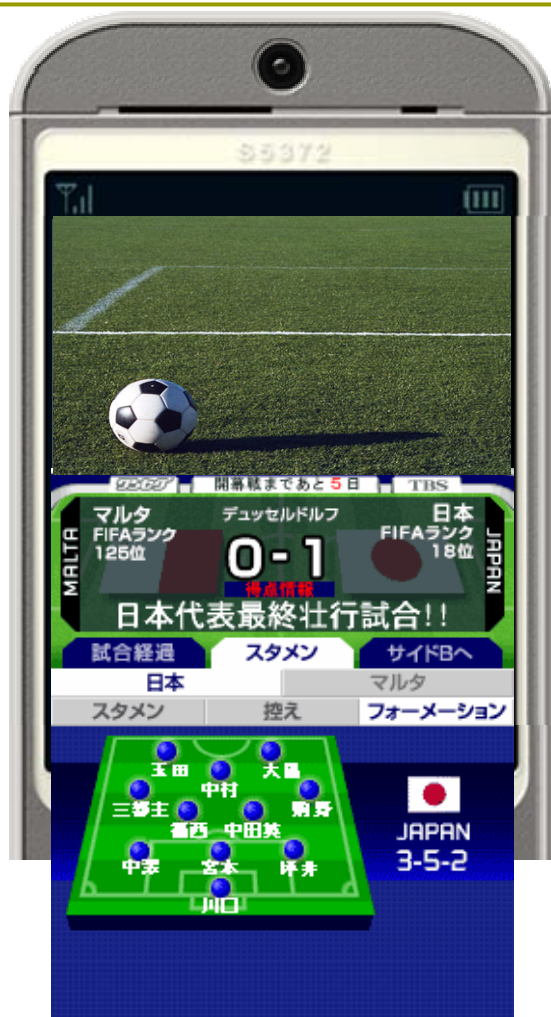 S5372
開幕戦まであと5日
TBS
MALTA
マルタ
FIFAランク
125位
デュッセルドルフ
0-1
得点情報
日本
FIFAランク
18位
JAPAN
日本代表最終壮行試合!!
試合経過
スタメン
サイドBへ
日本
マルタ
スタメン
控え
フォーメーション
玉田
大黒
中村
三都主
駒野
福西
中田英
中澤
宮本
坪井
川口
JAPAN
3-5-2